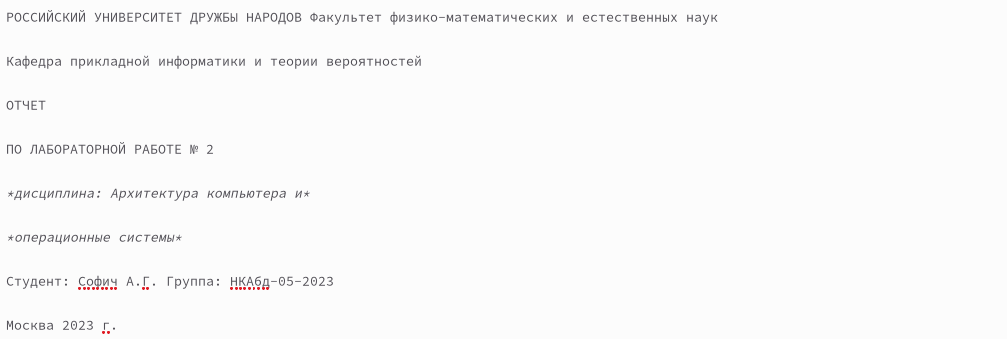 РОССИЙСКИЙ УНИВЕРСИТЕТ ДРУЖБЫ НАРОДОВ Факультет физико-математических и естественных наук
Кафедра прикладной информатики и теории вероятностей
ОТЧЕТ
ПО ЛАБОРАТОРНОЙ РАБОТЕ № 2
*дисциплина: Архитектура компьютера и*
*операционные системы*
Студент: Софич А.Г. Группа: НКАбд-05-2023
Москва 2023 г.